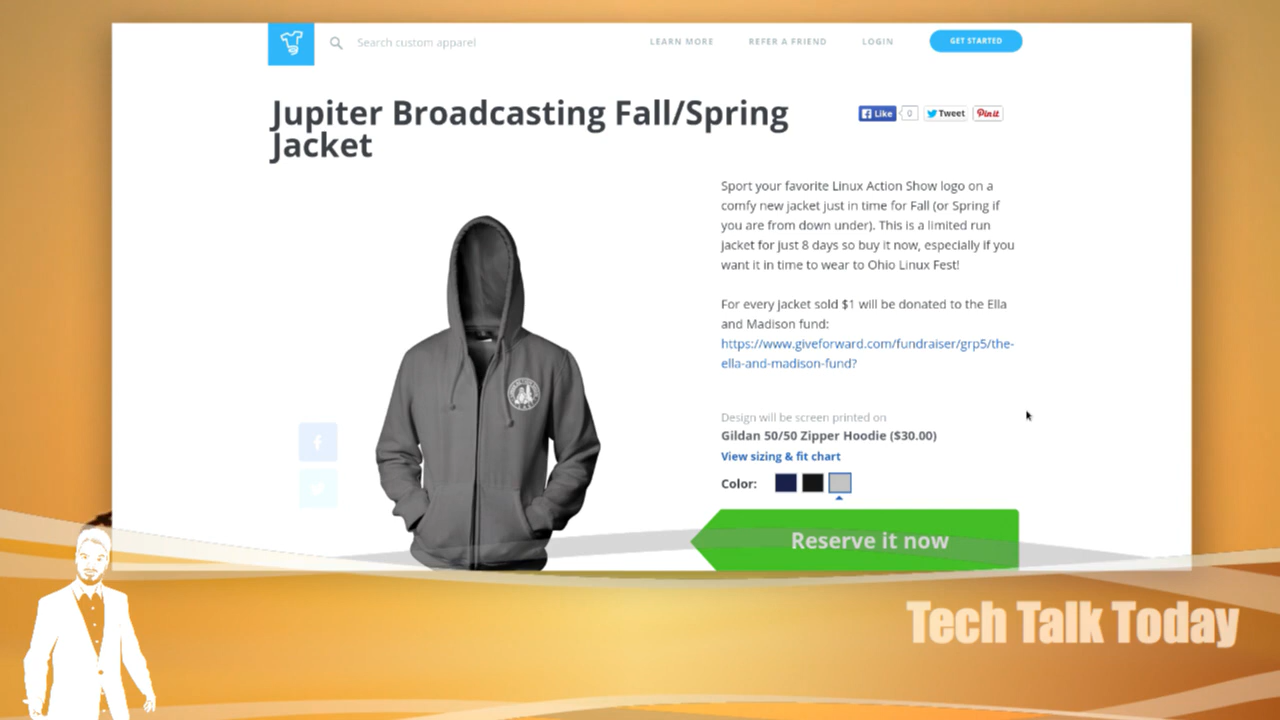 Search custom apparel
LEARN MORE
REFER A FRIEND
LOGIN
GET STARTED
Jupiter Broadcasting Fall/Spring
Jacket
Like
0
Tweet
Pin it
Sport your favorite Linux Action Show logo on a
comfy new jacket just in time for Fall (or Spring if
you are from down under). This is a limited run
jacket for just 8 days so buy it now, especially if you
want it in time to wear to Ohio Linux Fest!
For every jacket sold $1 will be donated to the Ella
and Madison fund:
https://www.giveforward.com/fundraiser/grp5/the-
ella-and-madison-fund?
Design will be screen printed on
Gildan 50/50 Zipper Hoodie ($30.00)
View sizing & fit chart
Color:
Reserve it now
Tech Talk Today